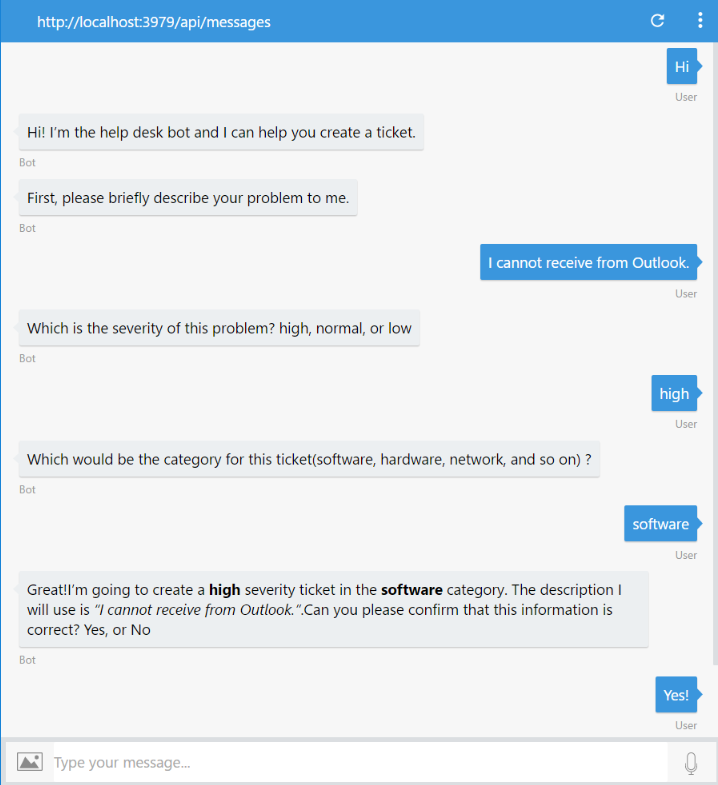 http://localhost:3979/api/messages
Hi
User
Hi! I'm the help desk bot and I can help you create a ticket.
Bot
First, please briefly describe your problem to me.
Bot
I cannot receive from Outlook.
User
Which is the severity of this problem? high, normal, or low
Bot
high
User
Which would be the category for this ticket(software, hardware, network, and so on) ?
Bot
software
User
Great!I'm going to create a high severity ticket in the software category. The description I
will use is "I cannot receive from Outlook.".Can you please confirm that this information is
correct? Yes, or No
Bot
Yes!
User
Type your message...